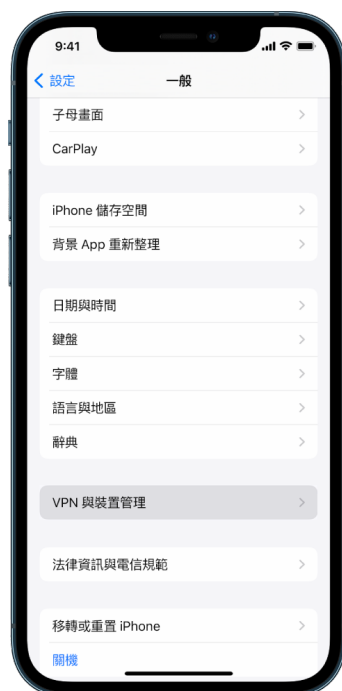 9:41
設定
一般
子母畫面
CarPlay
iPhone 儲存空間
背景 App 重新整理
日期與時間
鍵盤
字體
語言與地區
辭典
VPN 與裝置管理
法律資訊與電信規範
移轉或重置 iPhone
關機